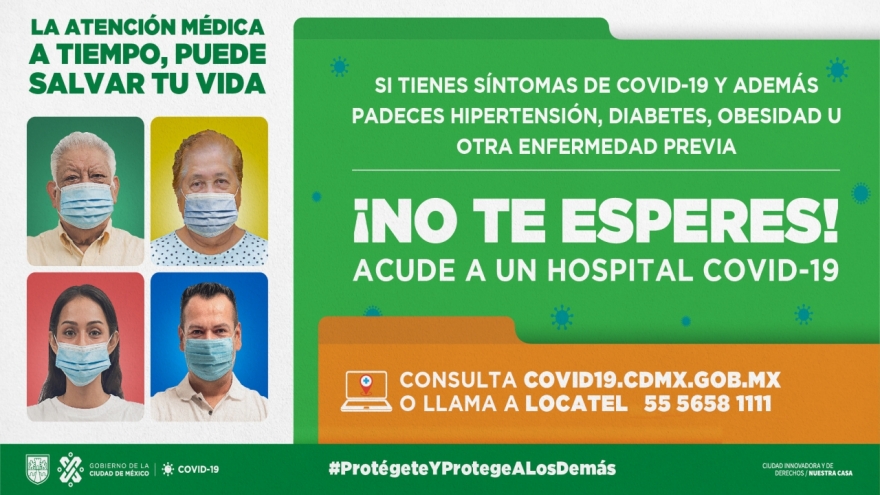 LA ATENCIÓN MÉDICA
A TIEMPO, PUEDE
SALVAR TU VIDA
SI TIENES SÍNTOMAS DE COVID-19 Y ADEMÁS
PADECES HIPERTENSIÓN, DIABETES, OBESIDAD U
OTRA ENFERMEDAD PREVIA
¡NO TE ESPERES!
ACUDE A UN HOSPITAL COVID-19
CONSULTA COVID19.CDMX.GOB.MX
O LLAMA A LOCATEL 55 5658 1111
GOBIERNO DE LA
CIUDAD DE MÉXICO
COVID-19
#ProtégeteYProtegeALosDemás
CIUDAD INNOVADORA Y DE
DERECHOS / NUESTRA CASA